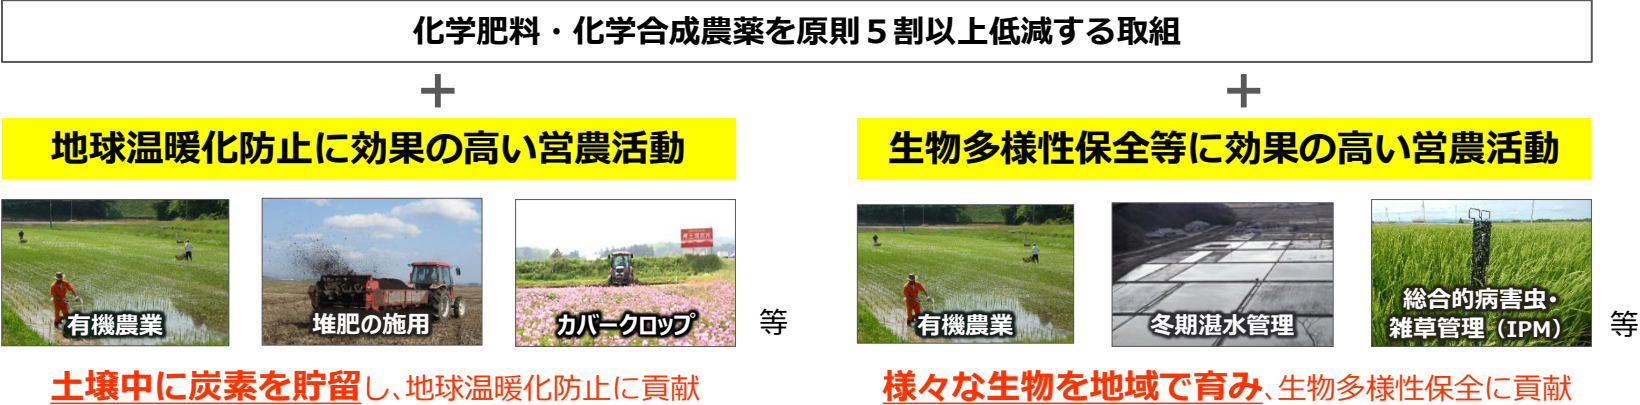 化学肥料・化学合成農薬を原則５割以上低減する取組
＋
＋
地球温暖化防止に効果の高い営農活動
有機農業
堆肥の施用
カバークロップ
等
土壌中に炭素を貯留し、地球温暖化防止に貢献
生物多様性保全等に効果の高い営農活動
有機農業
冬期湛水管理
総合的病害虫・
雑草管理（IPM）
等
様々な生物を地域で育み、生物多様性保全に貢献